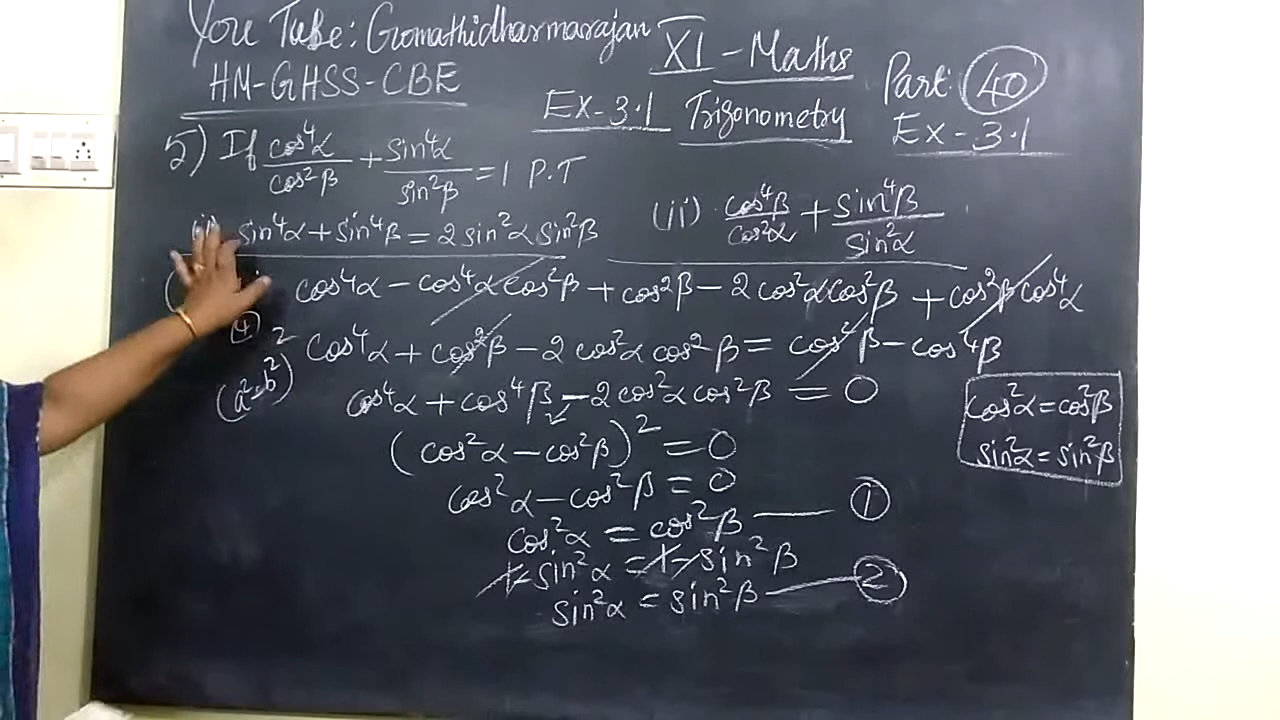 You Tube: Gomathidharmarajan
HM-GHSS-CBE
XI - Maths
Ex-3.1 Trigonometry
Part: 40
Ex-3.1
5) If cos⁴α/cos²β + sin⁴α/sin²β = 1 P.T
(i) sin⁴α + sin⁴β = 2 sin²α sin²β
(ii) cos⁴β/cos²α + sin⁴β/sin²α
cos⁴α - cos⁴α cos²β + cos²β - 2 cos²α cos²β + cos²β cos⁴α
④
cos⁴α + cos²β - 2 cos²α cos²β = cos²β - cos⁴β
(a²-b²)²
cos⁴α + cos⁴β - 2 cos²α cos²β = 0
(cos²α - cos²β)² = 0
cos²α - cos²β = 0
cos²α = cos²β — ①
1 - sin²α = 1 - sin²β
sin²α = sin²β — ②
cos²α = cos²β
sin²α = sin²β